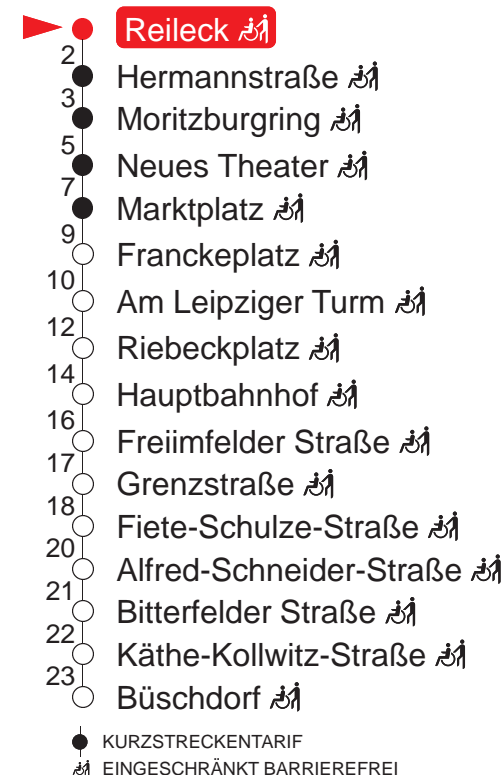 Reileck
2
Hermannstraße
3
Moritzburgring
5
Neues Theater
7
Marktplatz
9
Franckeplatz
10
Am Leipziger Turm
12
Riebeckplatz
14
Hauptbahnhof
16
Freiimfelder Straße
17
Grenzstraße
18
Fiete-Schulze-Straße
20
Alfred-Schneider-Straße
21
Bitterfelder Straße
22
Käthe-Kollwitz-Straße
23
Büschdorf
KURZSTRECKENTARIF
EINGESCHRÄNKT BARRIEREFREI